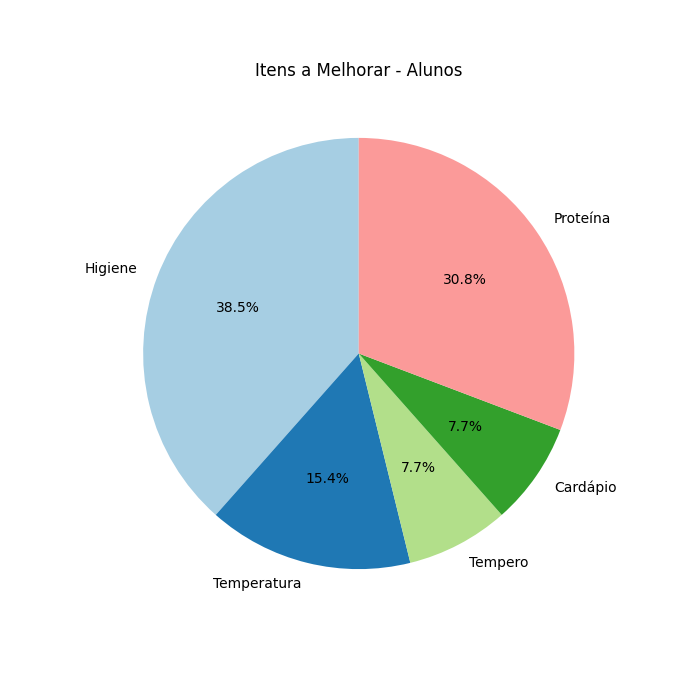 Itens a Melhorar - Alunos
Proteína
30.8%
Higiene
38.5%
7.7%
Cardápio
7.7%
15.4%
Tempero
Temperatura